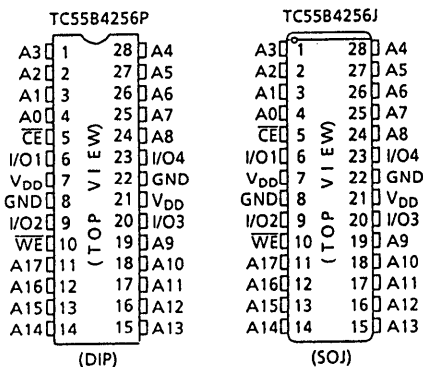 TC55B4256P
A3 1 28 A4
A2 2 27 A5
A1 3 26 A6
A0 4 25 A7
CE 5 24 A8
I/O1 6 23 I/O4
VDD 7 22 GND
GND 8 21 VDD
I/O2 9 20 I/O3
WE 10 19 A9
A17 11 18 A10
A16 12 17 A11
A15 13 16 A12
A14 14 15 A13
(TOP VIEW)
(DIP)
TC55B4256J
A3 1 28 A4
A2 2 27 A5
A1 3 26 A6
A0 4 25 A7
CE 5 24 A8
I/O1 6 23 I/O4
VDD 7 22 GND
GND 8 21 VDD
I/O2 9 20 I/O3
WE 10 19 A9
A17 11 18 A10
A16 12 17 A11
A15 13 16 A12
A14 14 15 A13
(TOP VIEW)
(SOJ)